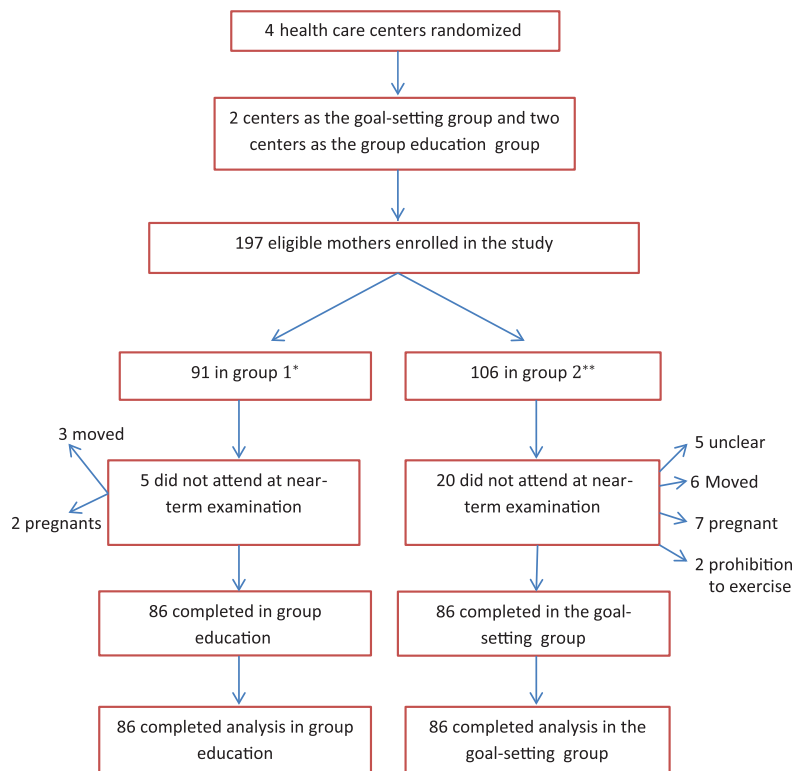 4 health care centers randomized
2 centers as the goal-setting group and two
centers as the group education group
197 eligible mothers enrolled in the study
91 in group 1*
106 in group 2**
3 moved
2 pregnants
5 did not attend at near-
term examination
20 did not attend at near-
term examination
5 unclear
6 Moved
7 pregnant
2 prohibition
to exercise
86 completed in group
education
86 completed in the goal-
setting group
86 completed analysis in group
education
86 completed analysis in the
goal-setting group